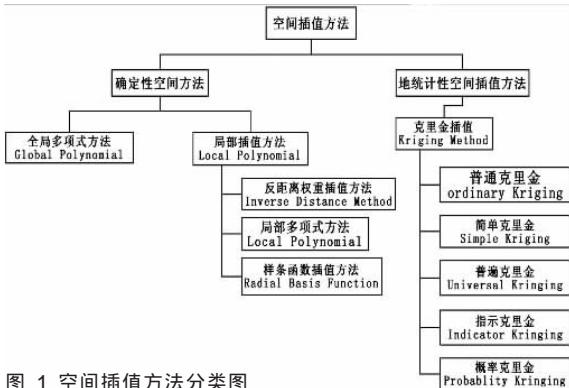 空间插值方法
确定性空间方法
地统计性空间插值方法
全局多项式方法
Global Polynomial
局部插值方法
Local Polynomial
反距离权重插值方法
Inverse Distance Method
局部多项式方法
Local Polynomial
样条函数插值方法
Radial Basis Function
克里金插值
Kriging Method
普通克里金
ordinary Kriging
简单克里金
Simple Kriging
普遍克里金
Universal Kringing
指示克里金
Indicator Kringing
概率克里金
Probablity Kringing
图 1 空间插值方法分类图